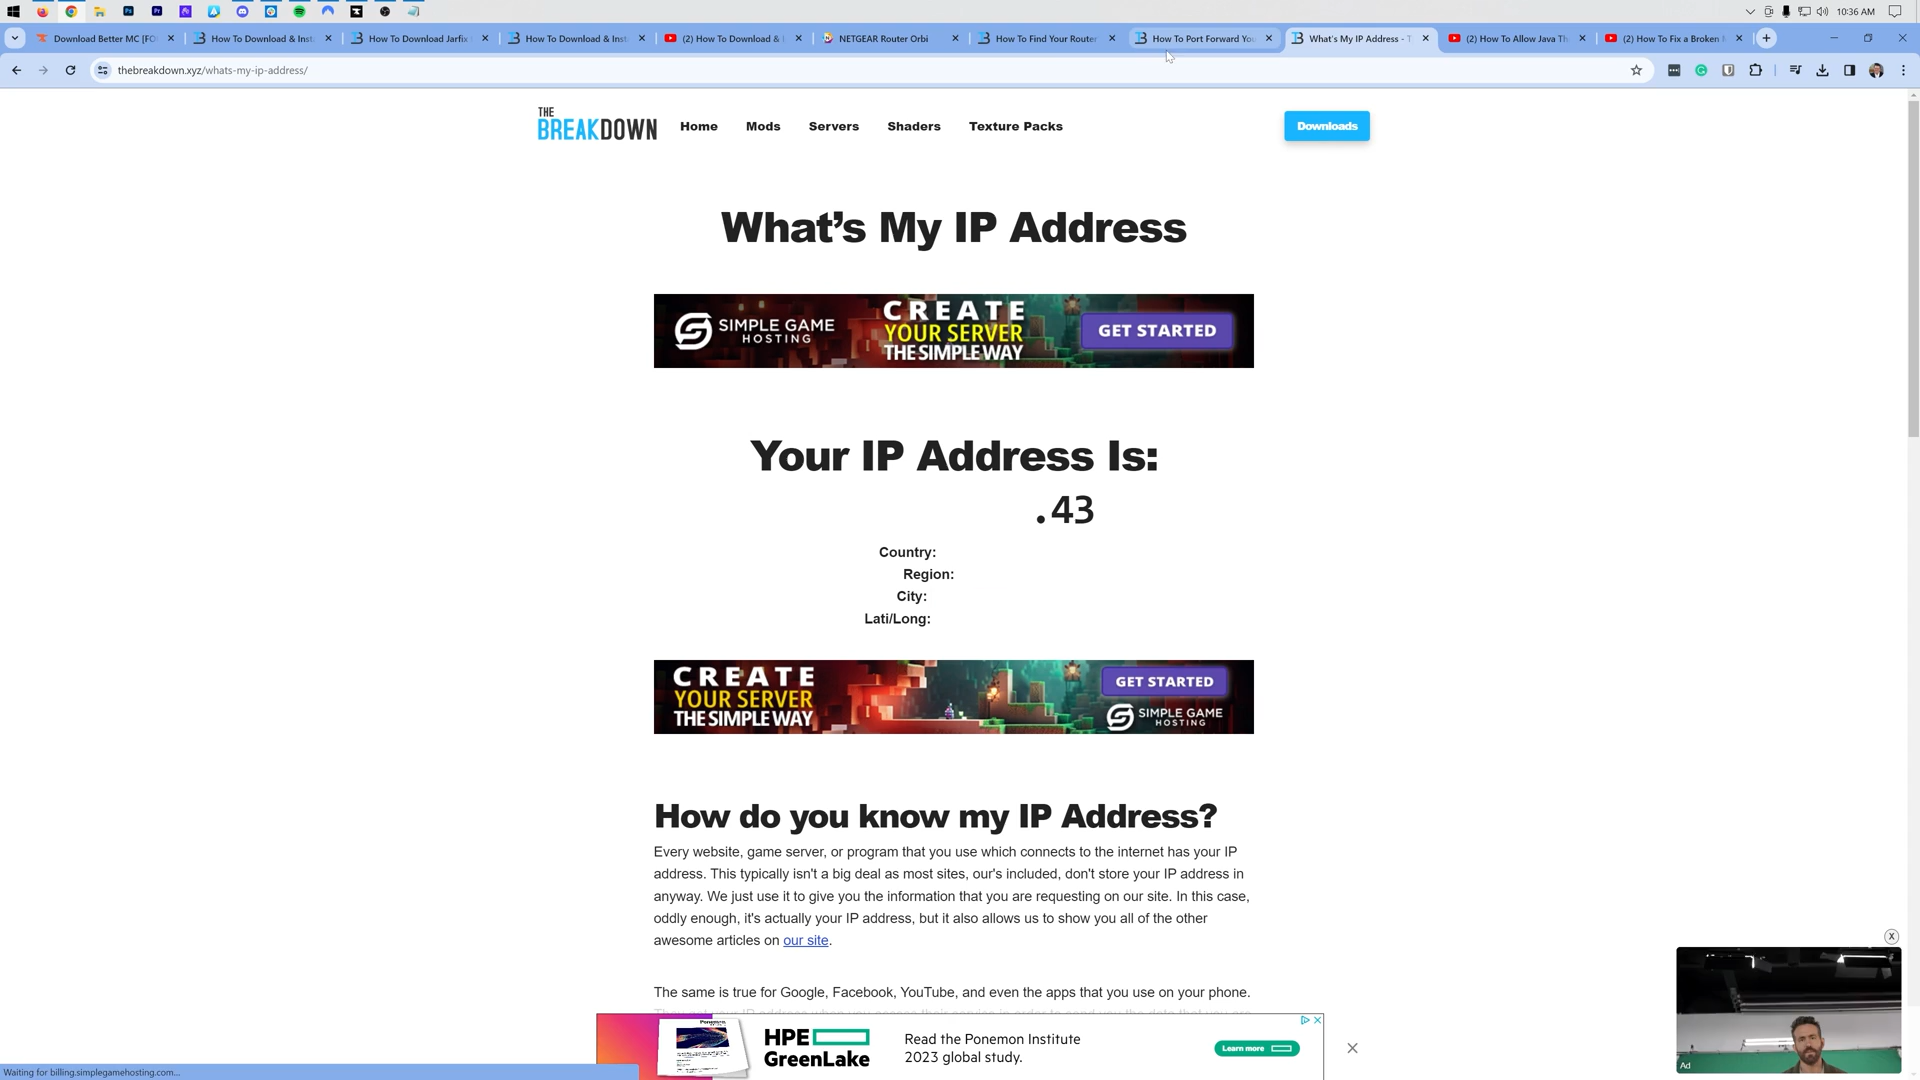 10:36 AM
Download Better MC [FO
How To Download & Inst
How To Download Jarfix
How To Download & Inst
(2) How To Download & I
NETGEAR Router Orbi
How To Find Your Router
How To Port Forward You
What's My IP Address - T
(2) How To Allow Java Th
(2) How To Fix a Broken
thebreakdown.xyz/whats-my-ip-address/
THE
BREAKDOWN
Home
Mods
Servers
Shaders
Texture Packs
Downloads
What's My IP Address
SIMPLE GAME
HOSTING
CREATE
YOUR SERVER
THE SIMPLE WAY
GET STARTED
Your IP Address Is:
.43
Country:
Region:
City:
Lati/Long:
CREATE
YOUR SERVER
THE SIMPLE WAY
GET STARTED
SIMPLE GAME
HOSTING
How do you know my IP Address?
Every website, game server, or program that you use which connects to the internet has your IP
address. This typically isn't a big deal as most sites, our's included, don't store your IP address in
anyway. We just use it to give you the information that you are requesting on our site. In this case,
oddly enough, it's actually your IP address, but it also allows us to show you all of the other
awesome articles on our site.
The same is true for Google, Facebook, YouTube, and even the apps that you use on your phone.
HPE
GreenLake
Read the Ponemon Institute
2023 global study.
Learn more
Ad
X
Waiting for billing.simplegamehosting.com...